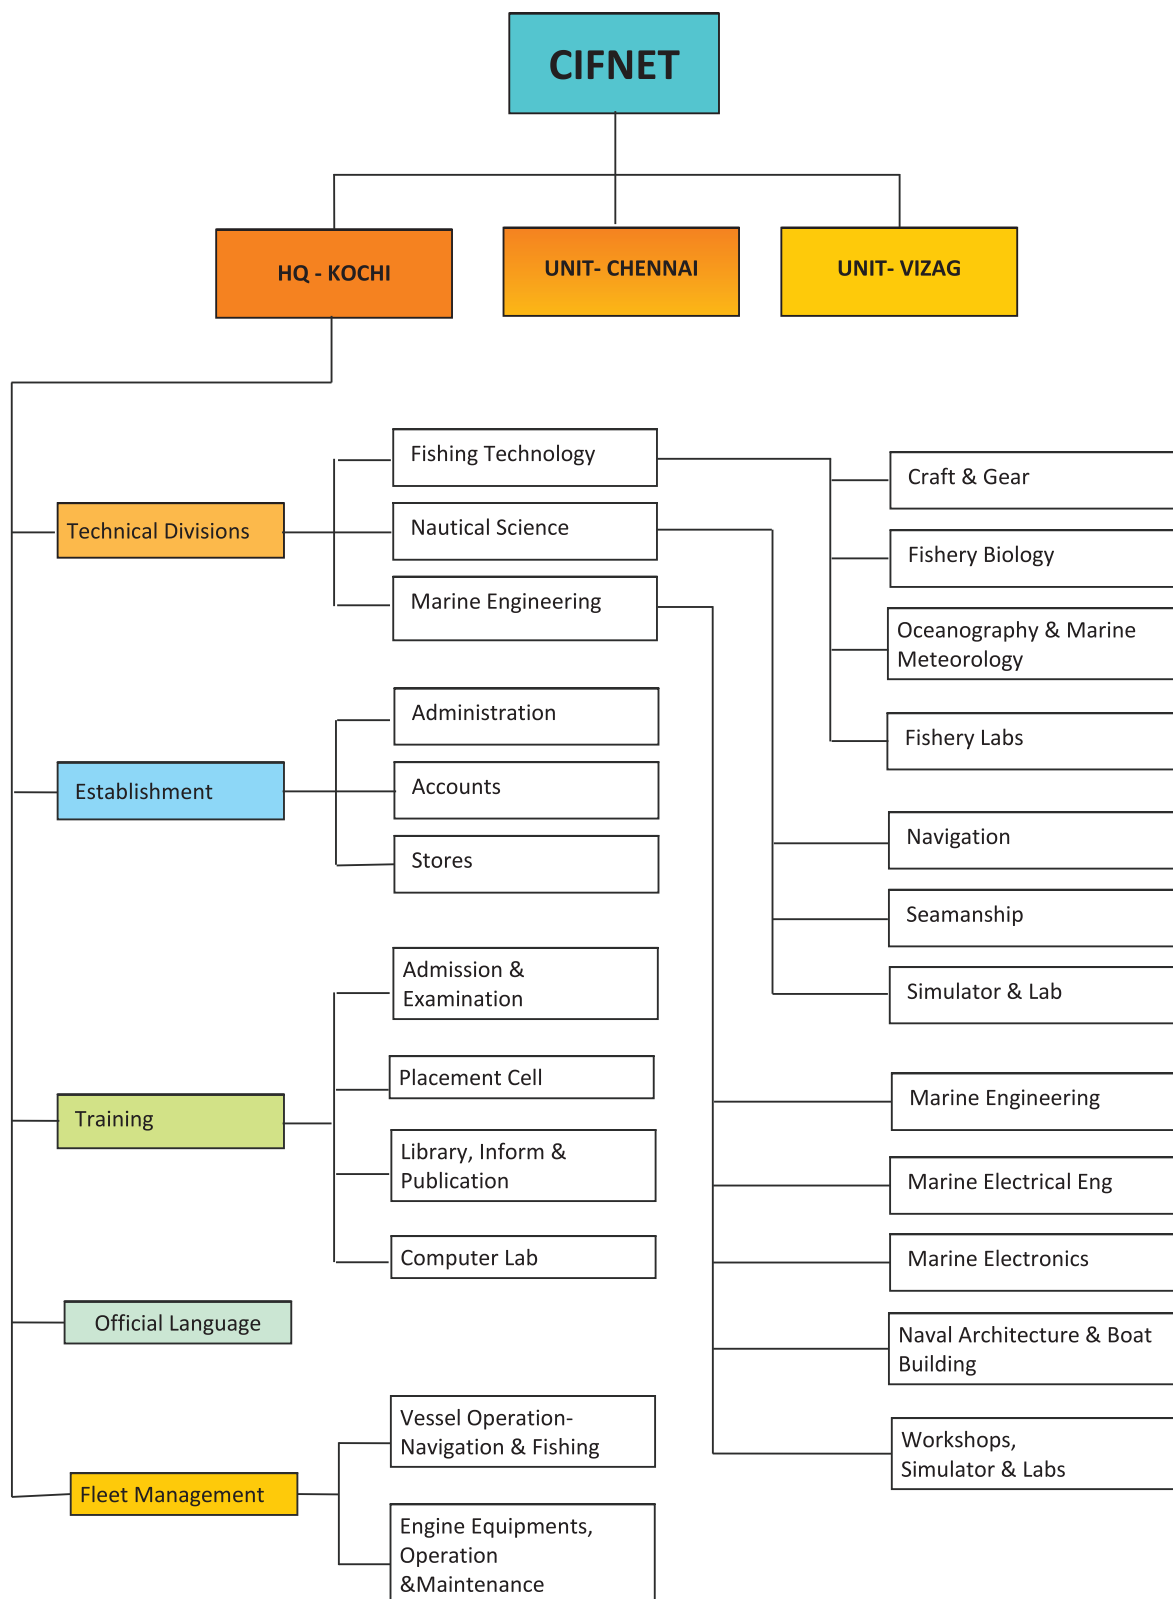 CIFNET
HQ - KOCHI
UNIT- CHENNAI
UNIT- VIZAG
Technical Divisions
Fishing Technology
Nautical Science
Marine Engineering
Craft & Gear
Fishery Biology
Oceanography & Marine
Meteorology
Fishery Labs
Navigation
Seamanship
Simulator & Lab
Marine Engineering
Marine Electrical Eng
Marine Electronics
Naval Architecture & Boat
Building
Workshops,
Simulator & Labs
Establishment
Administration
Accounts
Stores
Training
Admission &
Examination
Placement Cell
Library, Inform &
Publication
Computer Lab
Official Language
Fleet Management
Vessel Operation-
Navigation & Fishing
Engine Equipments,
Operation
&Maintenance